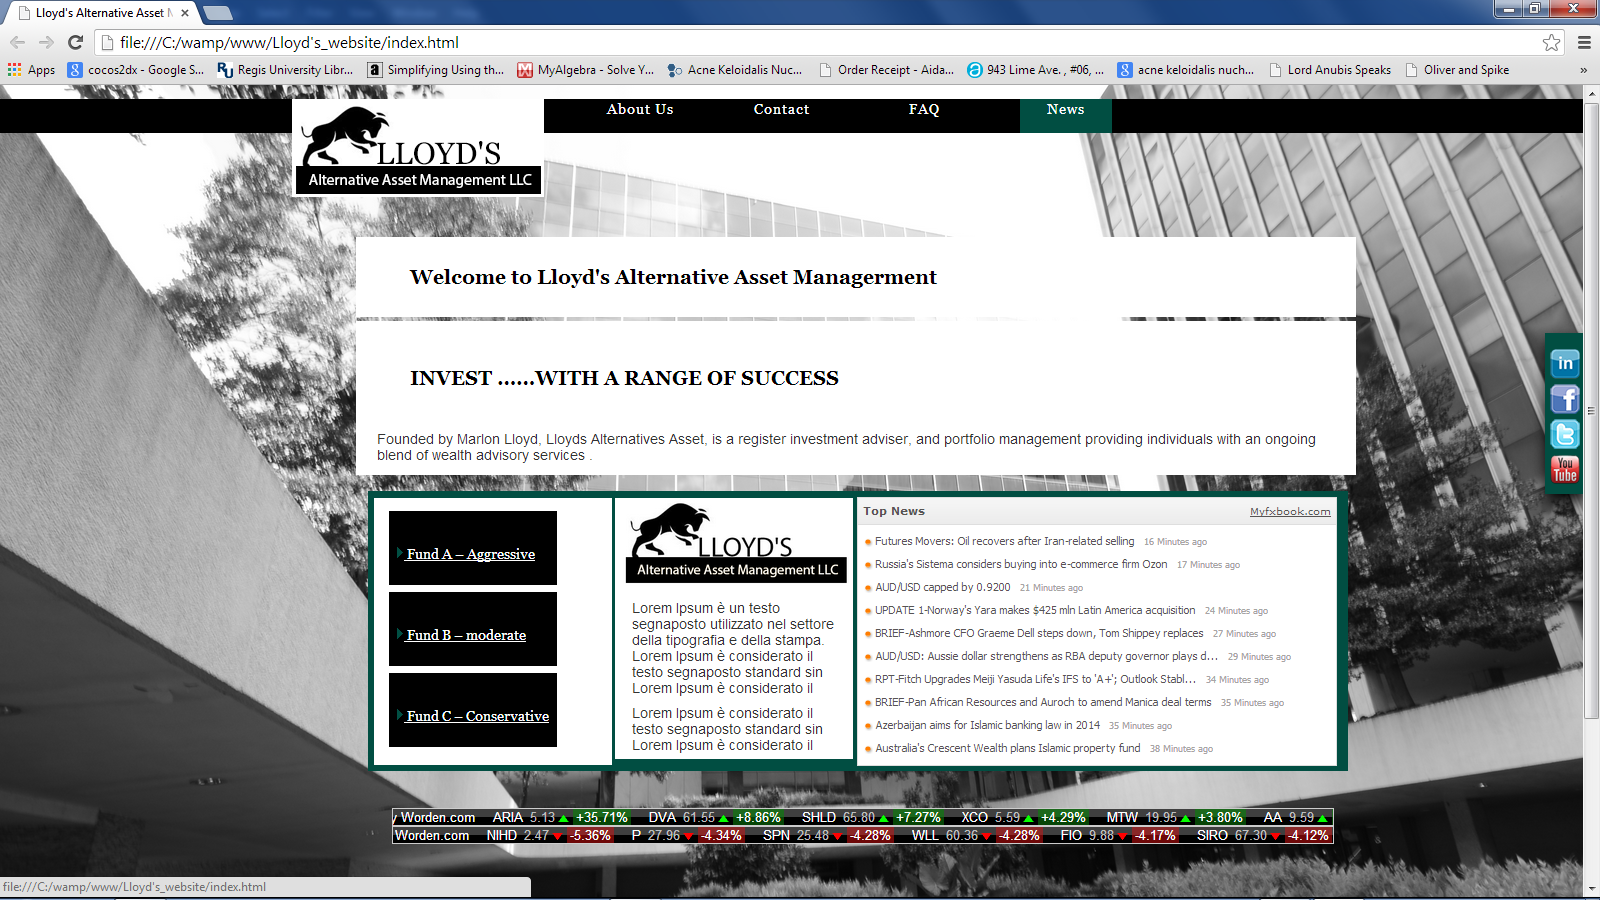 Lloyd's Alternative Asset M
file:///C:/wamp/www/Lloyd's_website/index.html
Apps
cocos2dx - Google S...
Regis University Libr...
Simplifying Using th...
MyAlgebra - Solve Y...
Acne Keloidalis Nuc...
Order Receipt - Aida...
943 Lime Ave. , #06, ...
acne keloidalis nuch...
Lord Anubis Speaks
Oliver and Spike
»
About Us
Contact
FAQ
News
LLOYD'S
Alternative Asset Management LLC
Welcome to Lloyd's Alternative Asset Managerment
INVEST ......WITH A RANGE OF SUCCESS
Founded by Marlon Lloyd, Lloyds Alternatives Asset, is a register investment adviser, and portfolio management providing individuals with an ongoing
blend of wealth advisory services .
in
f
t
You
Tube
Fund A – Aggressive
Fund B – moderate
Fund C – Conservative
LLOYD'S
Alternative Asset Management LLC
Lorem Ipsum è un testo
segnaposto utilizzato nel settore
della tipografia e della stampa.
Lorem Ipsum è considerato il
testo segnaposto standard sin
Lorem Ipsum è considerato il
Lorem Ipsum è considerato il
testo segnaposto standard sin
Lorem Ipsum è considerato il
Top News
Myfxbook.com
Futures Movers: Oil recovers after Iran-related selling 16 Minutes ago
Russia's Sistema considers buying into e-commerce firm Ozon 17 Minutes ago
AUD/USD capped by 0.9200 21 Minutes ago
UPDATE 1-Norway's Yara makes $425 mln Latin America acquisition 24 Minutes ago
BRIEF-Ashmore CFO Graeme Dell steps down, Tom Shippey replaces 27 Minutes ago
AUD/USD: Aussie dollar strengthens as RBA deputy governor plays d... 29 Minutes ago
RPT-Fitch Upgrades Meiji Yasuda Life's IFS to 'A+'; Outlook Stabl... 34 Minutes ago
BRIEF-Pan African Resources and Auroch to amend Manica deal terms 35 Minutes ago
Azerbaijan aims for Islamic banking law in 2014 35 Minutes ago
Australia's Crescent Wealth plans Islamic property fund 38 Minutes ago
y Worden.com ARIA 5.13 +35.71% DVA 61.55 +8.86% SHLD 65.80 +7.27% XCO 5.59 +4.29% MTW 19.95 +3.80% AA 9.59
Worden.com NIHD 2.47 -5.36% P 27.96 -4.34% SPN 25.48 -4.28% WLL 60.36 -4.28% FIO 9.88 -4.17% SIRO 67.30 -4.12%
file:///C:/wamp/www/Lloyd's_website/index.html